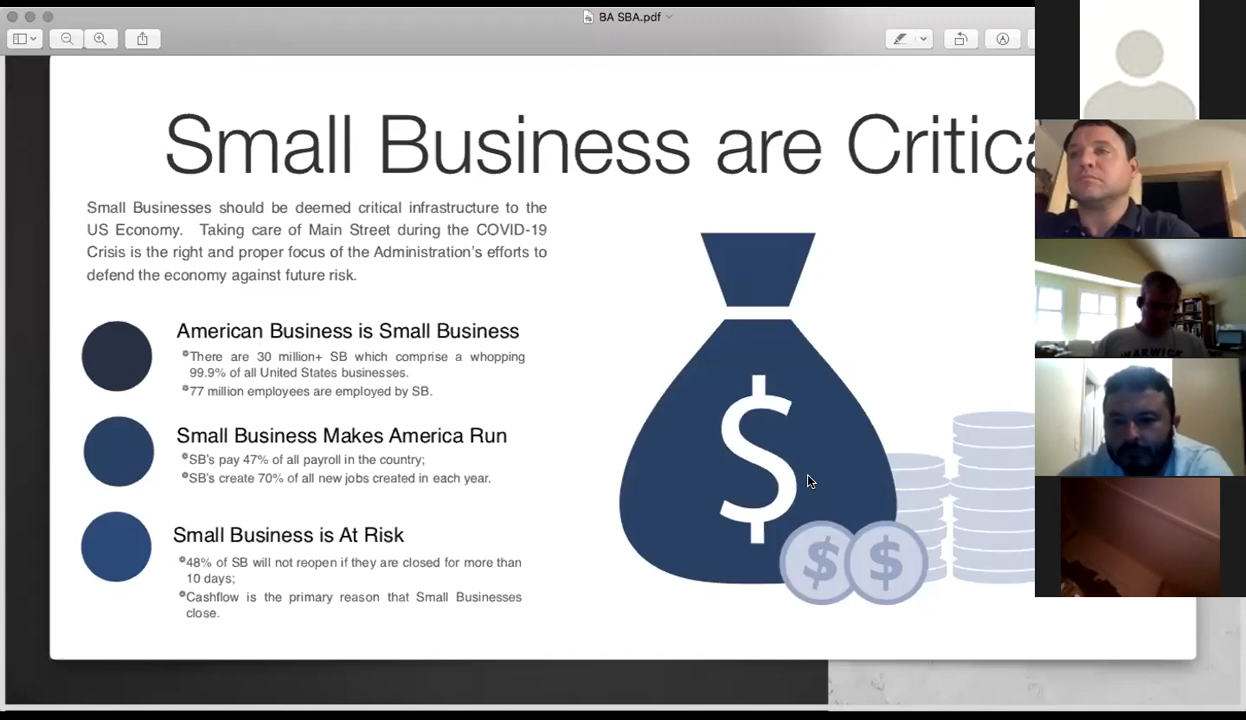 BA SBA.pdf
Small Business are Critica
Small Businesses should be deemed critical infrastructure to the
US Economy. Taking care of Main Street during the COVID-19
Crisis is the right and proper focus of the Administration's efforts to
defend the economy against future risk.
American Business is Small Business
There are 30 million+ SB which comprise a whopping
99.9% of all United States businesses.
77 million employees are employed by SB.
Small Business Makes America Run
SB's pay 47% of all payroll in the country;
SB's create 70% of all new jobs created in each year.
Small Business is At Risk
48% of SB will not reopen if they are closed for more than
10 days;
Cashflow is the primary reason that Small Businesses
close.
$
$ $